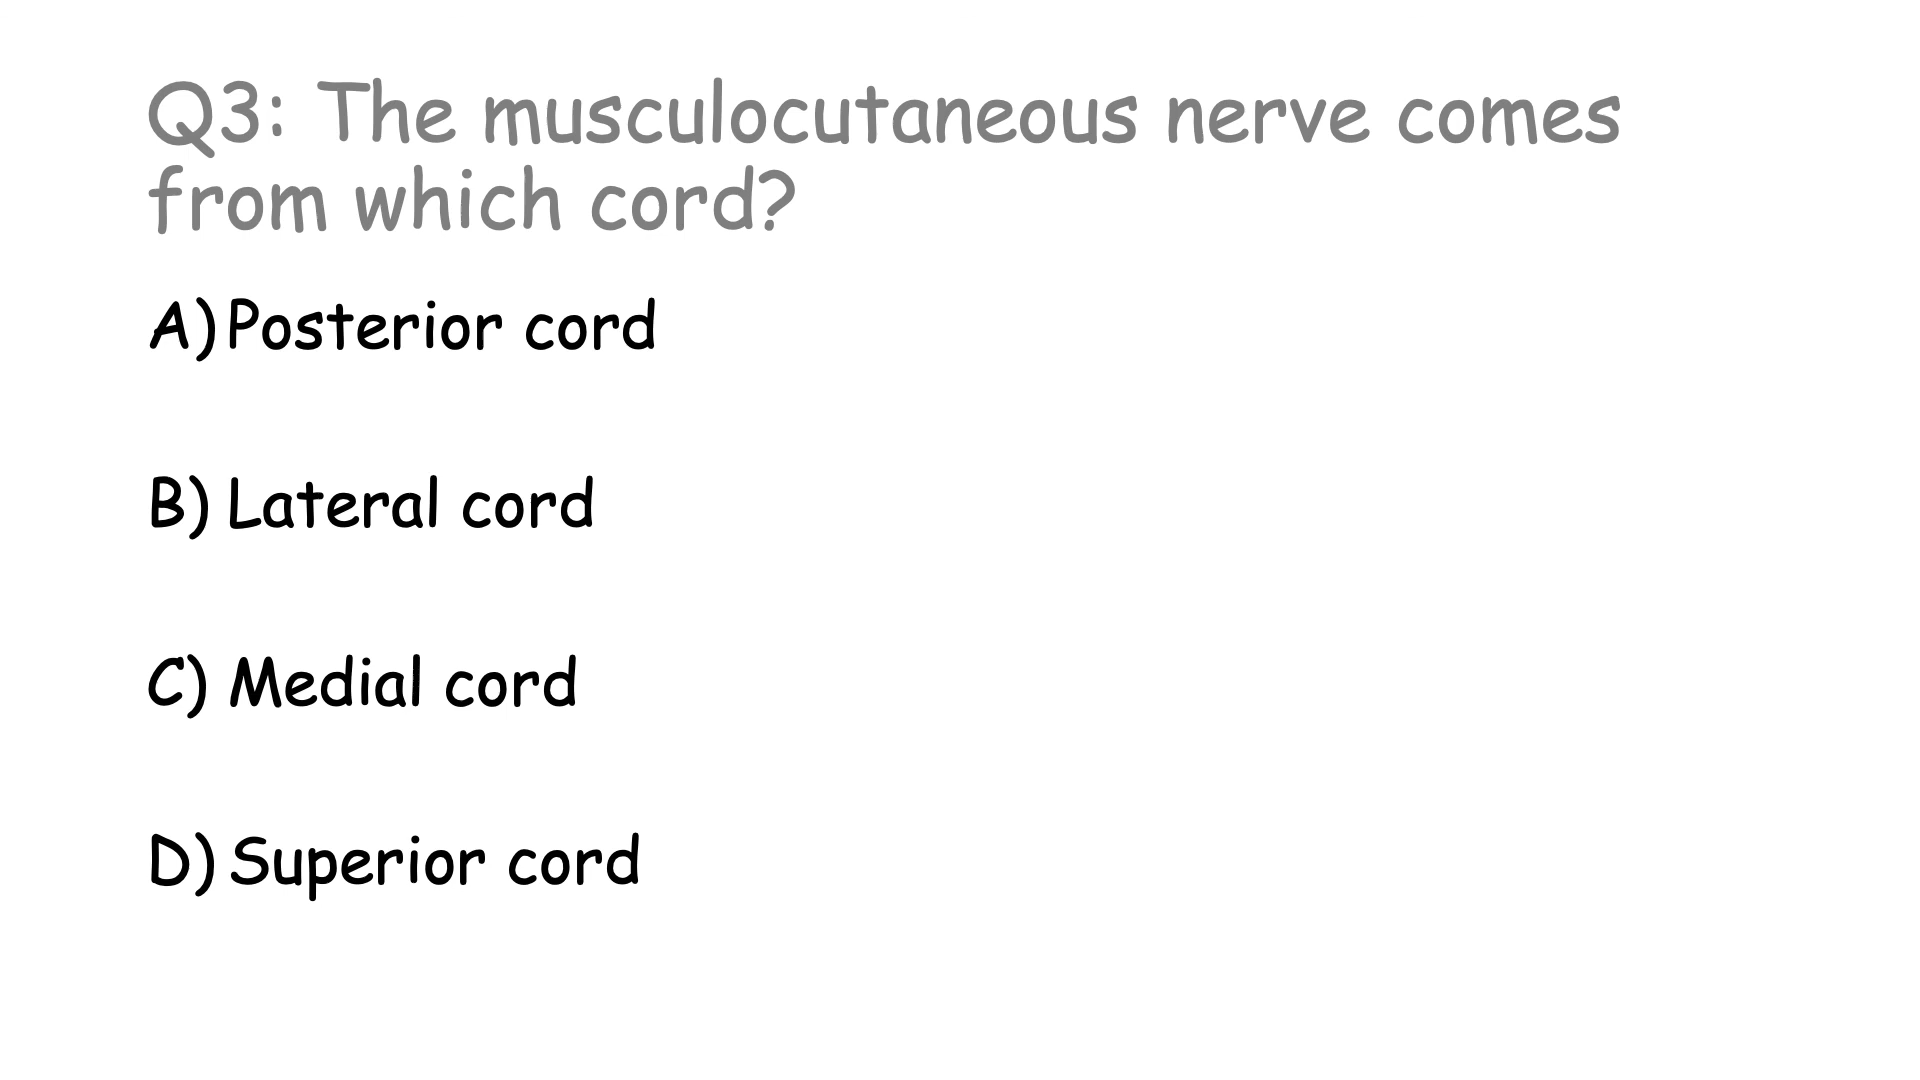 Q3: The musculocutaneous nerve comes
from which cord?
A) Posterior cord
B) Lateral cord
C) Medial cord
D) Superior cord